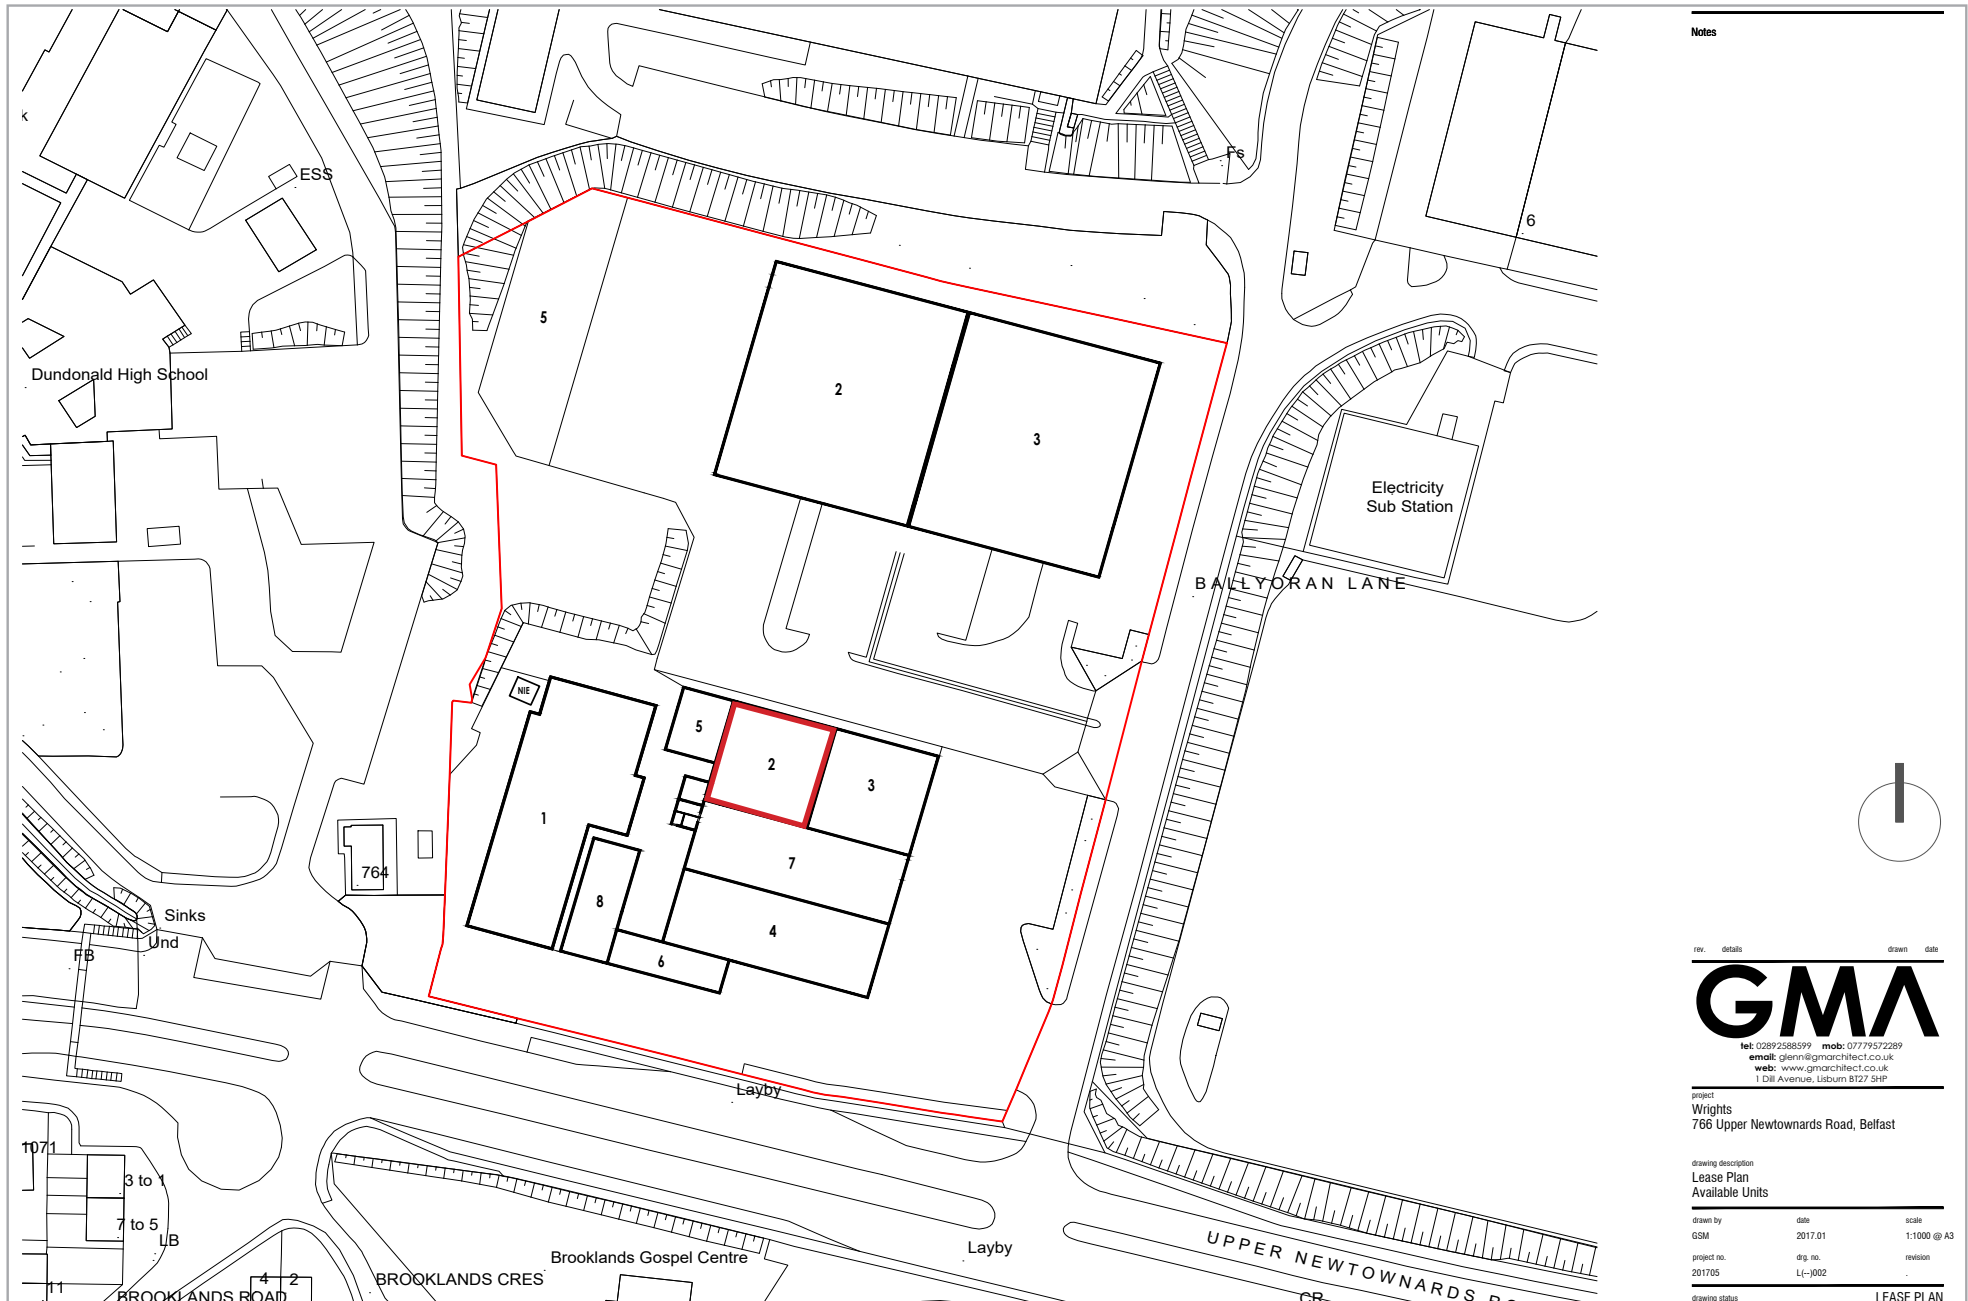 Notes
k
ESS
Fs
6
5
Dundonald High School
2
3
Electricity
Sub Station
BALLYORAN LANE
NIE
5
2
3
1
7
764
8
4
6
Sinks
Und
FB
Layby
1071
3 to 1
7 to 5
LB
Layby
Brooklands Gospel Centre
BROOKLANDS CRES
4
2
11
BROOKLANDS ROAD
UPPER NEWTOWNARDS
CR
rev. details drawn date
GMA
tel: 02892588599 mob: 07779572289
email: glenn@gmarchitect.co.uk
web: www.gmarchitect.co.uk
1 Dill Avenue, Lisburn BT27 5HP
project
Wrights
766 Upper Newtownards Road, Belfast
drawing description
Lease Plan
Available Units
drawn by date scale
GSM 2017.01 1:1000 @ A3
project no. drg. no. revision
201705 L(--)002 .
drawing status LEASE PLAN